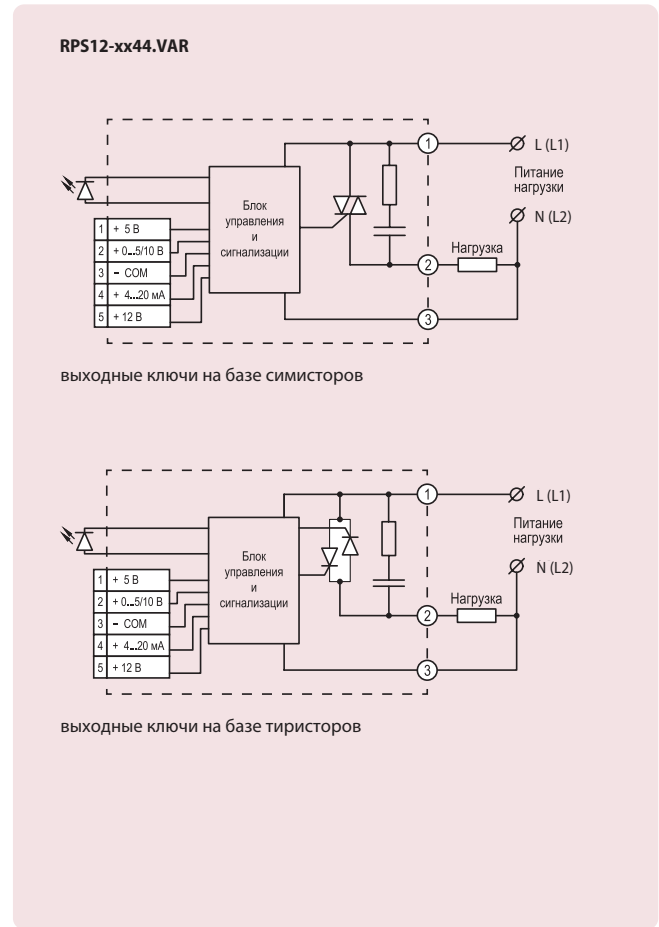 RPS12-xx44.VAR
1
L (L1)
Питание
нагрузки
Блок
управления
и
сигнализации
N (L2)
1 + 5 В
2 + 0...5/10 В
3 - COM
4 + 4...20 мА
5 + 12 В
Нагрузка
2
3
выходные ключи на базе симисторов
1
L (L1)
Питание
нагрузки
Блок
управления
и
сигнализации
N (L2)
1 + 5 В
2 + 0...5/10 В
3 - COM
4 + 4...20 мА
5 + 12 В
Нагрузка
2
3
выходные ключи на базе тиристоров